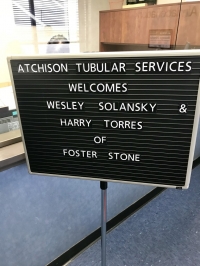 ATCHISON TUBULAR SERVICES
WELCOMES
WESLEY SOLANSKY &
HARRY TORRES
OF
FOSTER STONE